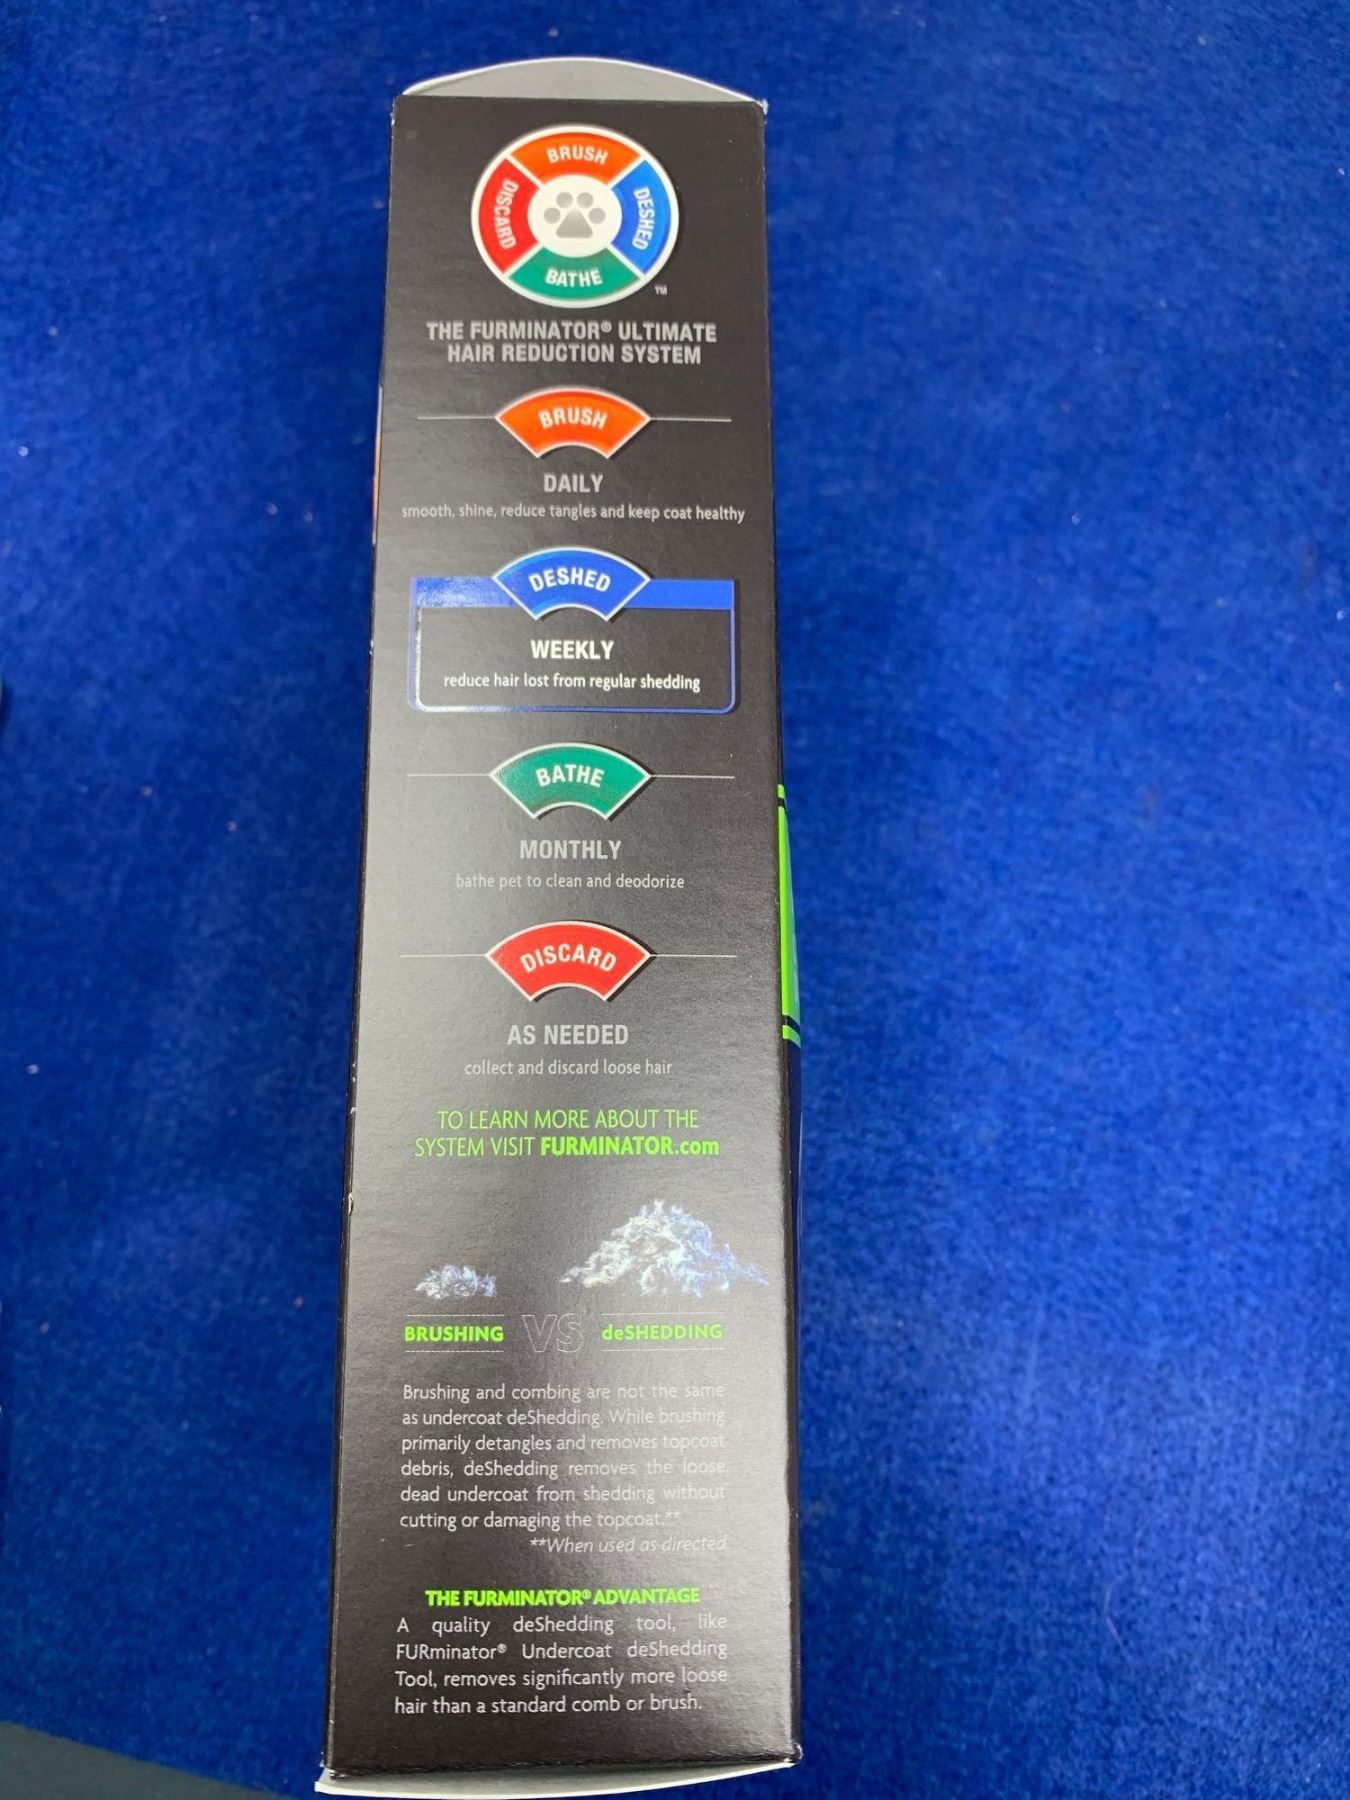 BRUSH
DISCARD
DESHED
BATHE
TM
THE FURMINATOR® ULTIMATE
HAIR REDUCTION SYSTEM
BRUSH
DAILY
smooth, shine, reduce tangles and keep coat healthy
DESHED
WEEKLY
reduce hair lost from regular shedding
BATHE
MONTHLY
bathe pet to clean and deodorize
DISCARD
AS NEEDED
collect and discard loose hair
TO LEARN MORE ABOUT THE
SYSTEM VISIT FURMINATOR.com
BRUSHING VS deSHEDDING
Brushing and combing are not the same
as undercoat deShedding. While brushing
primarily detangles and removes topcoat
debris, deShedding removes the loose,
dead undercoat from shedding without
cutting or damaging the topcoat.**
**When used as directed.
THE FURMINATOR® ADVANTAGE
A quality deShedding tool, like
FURminator® Undercoat deShedding
Tool, removes significantly more loose
hair than a standard comb or brush.